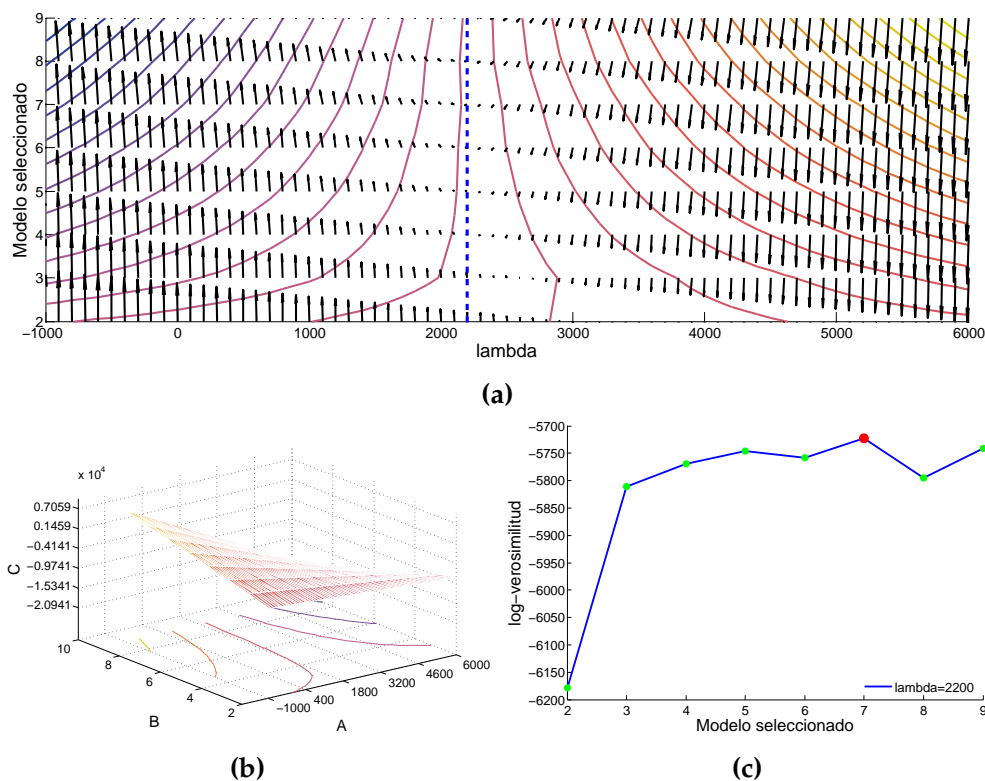 9
8
7
6
5
4
3
2
Modelo seleccionado
−1000 0 1000 2000 3000 4000 5000 6000
lambda
(a)
x 10⁴
0.7059
0.1459
−0.4141
−0.9741
−1.5341
−2.0941
C
10
8
6
4
2
B
−1000
400
1800
3200
4600
6000
A
(b)
−5700
−5750
−5800
−5850
−5900
−5950
−6000
−6050
−6100
−6150
−6200
log−verosimilitud
lambda=2200
2 3 4 5 6 7 8 9
Modelo seleccionado
(c)